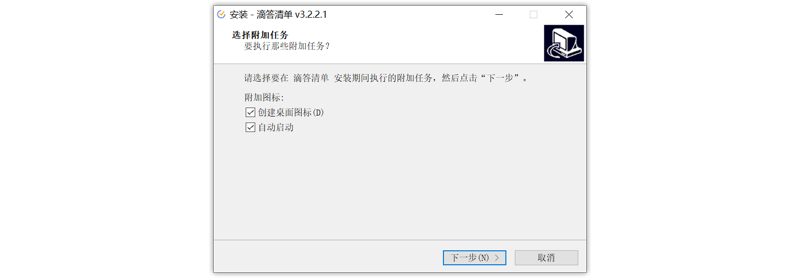 安装 - 滴答清单 v3.2.2.1
选择附加任务
要执行那些附加任务?
请选择要在 滴答清单 安装期间执行的附加任务，然后点击“下一步”。
附加图标:
创建桌面图标(D)
自动启动
下一步(N) >
取消